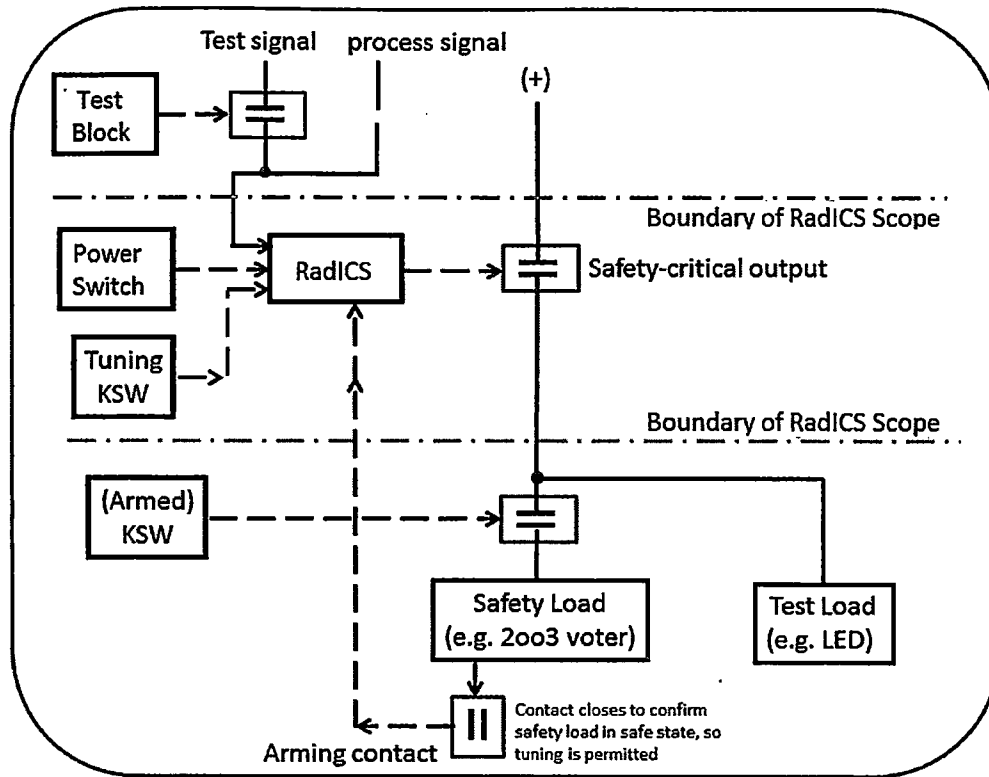 Test signal
process signal
(+)
Test
Block
Boundary of RadICS Scope
Power
Switch
RadICS
Safety-critical output
Tuning
KSW
Boundary of RadICS Scope
(Armed)
KSW
Safety Load
(e.g. 2oo3 voter)
Test Load
(e.g. LED)
Contact closes to confirm
safety load in safe state, so
tuning is permitted
Arming contact